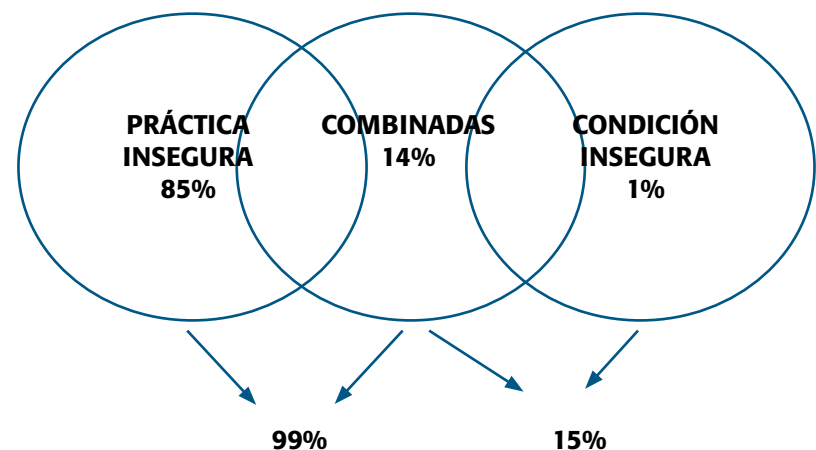 PRÁCTICA
INSEGURA
85%
COMBINADAS
14%
CONDICIÓN
INSEGURA
1%
99%
15%